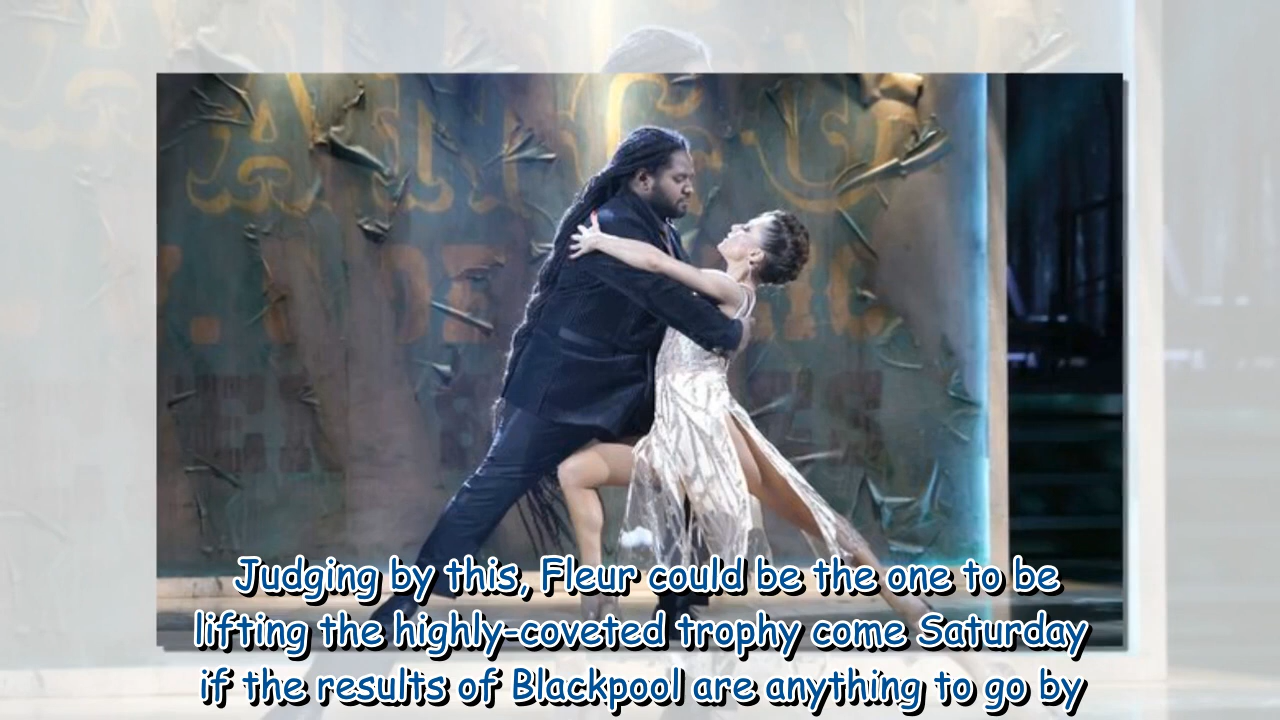 Judging by this, Fleur could be the one to be
lifting the highly-coveted trophy come Saturday
if the results of Blackpool are anything to go by